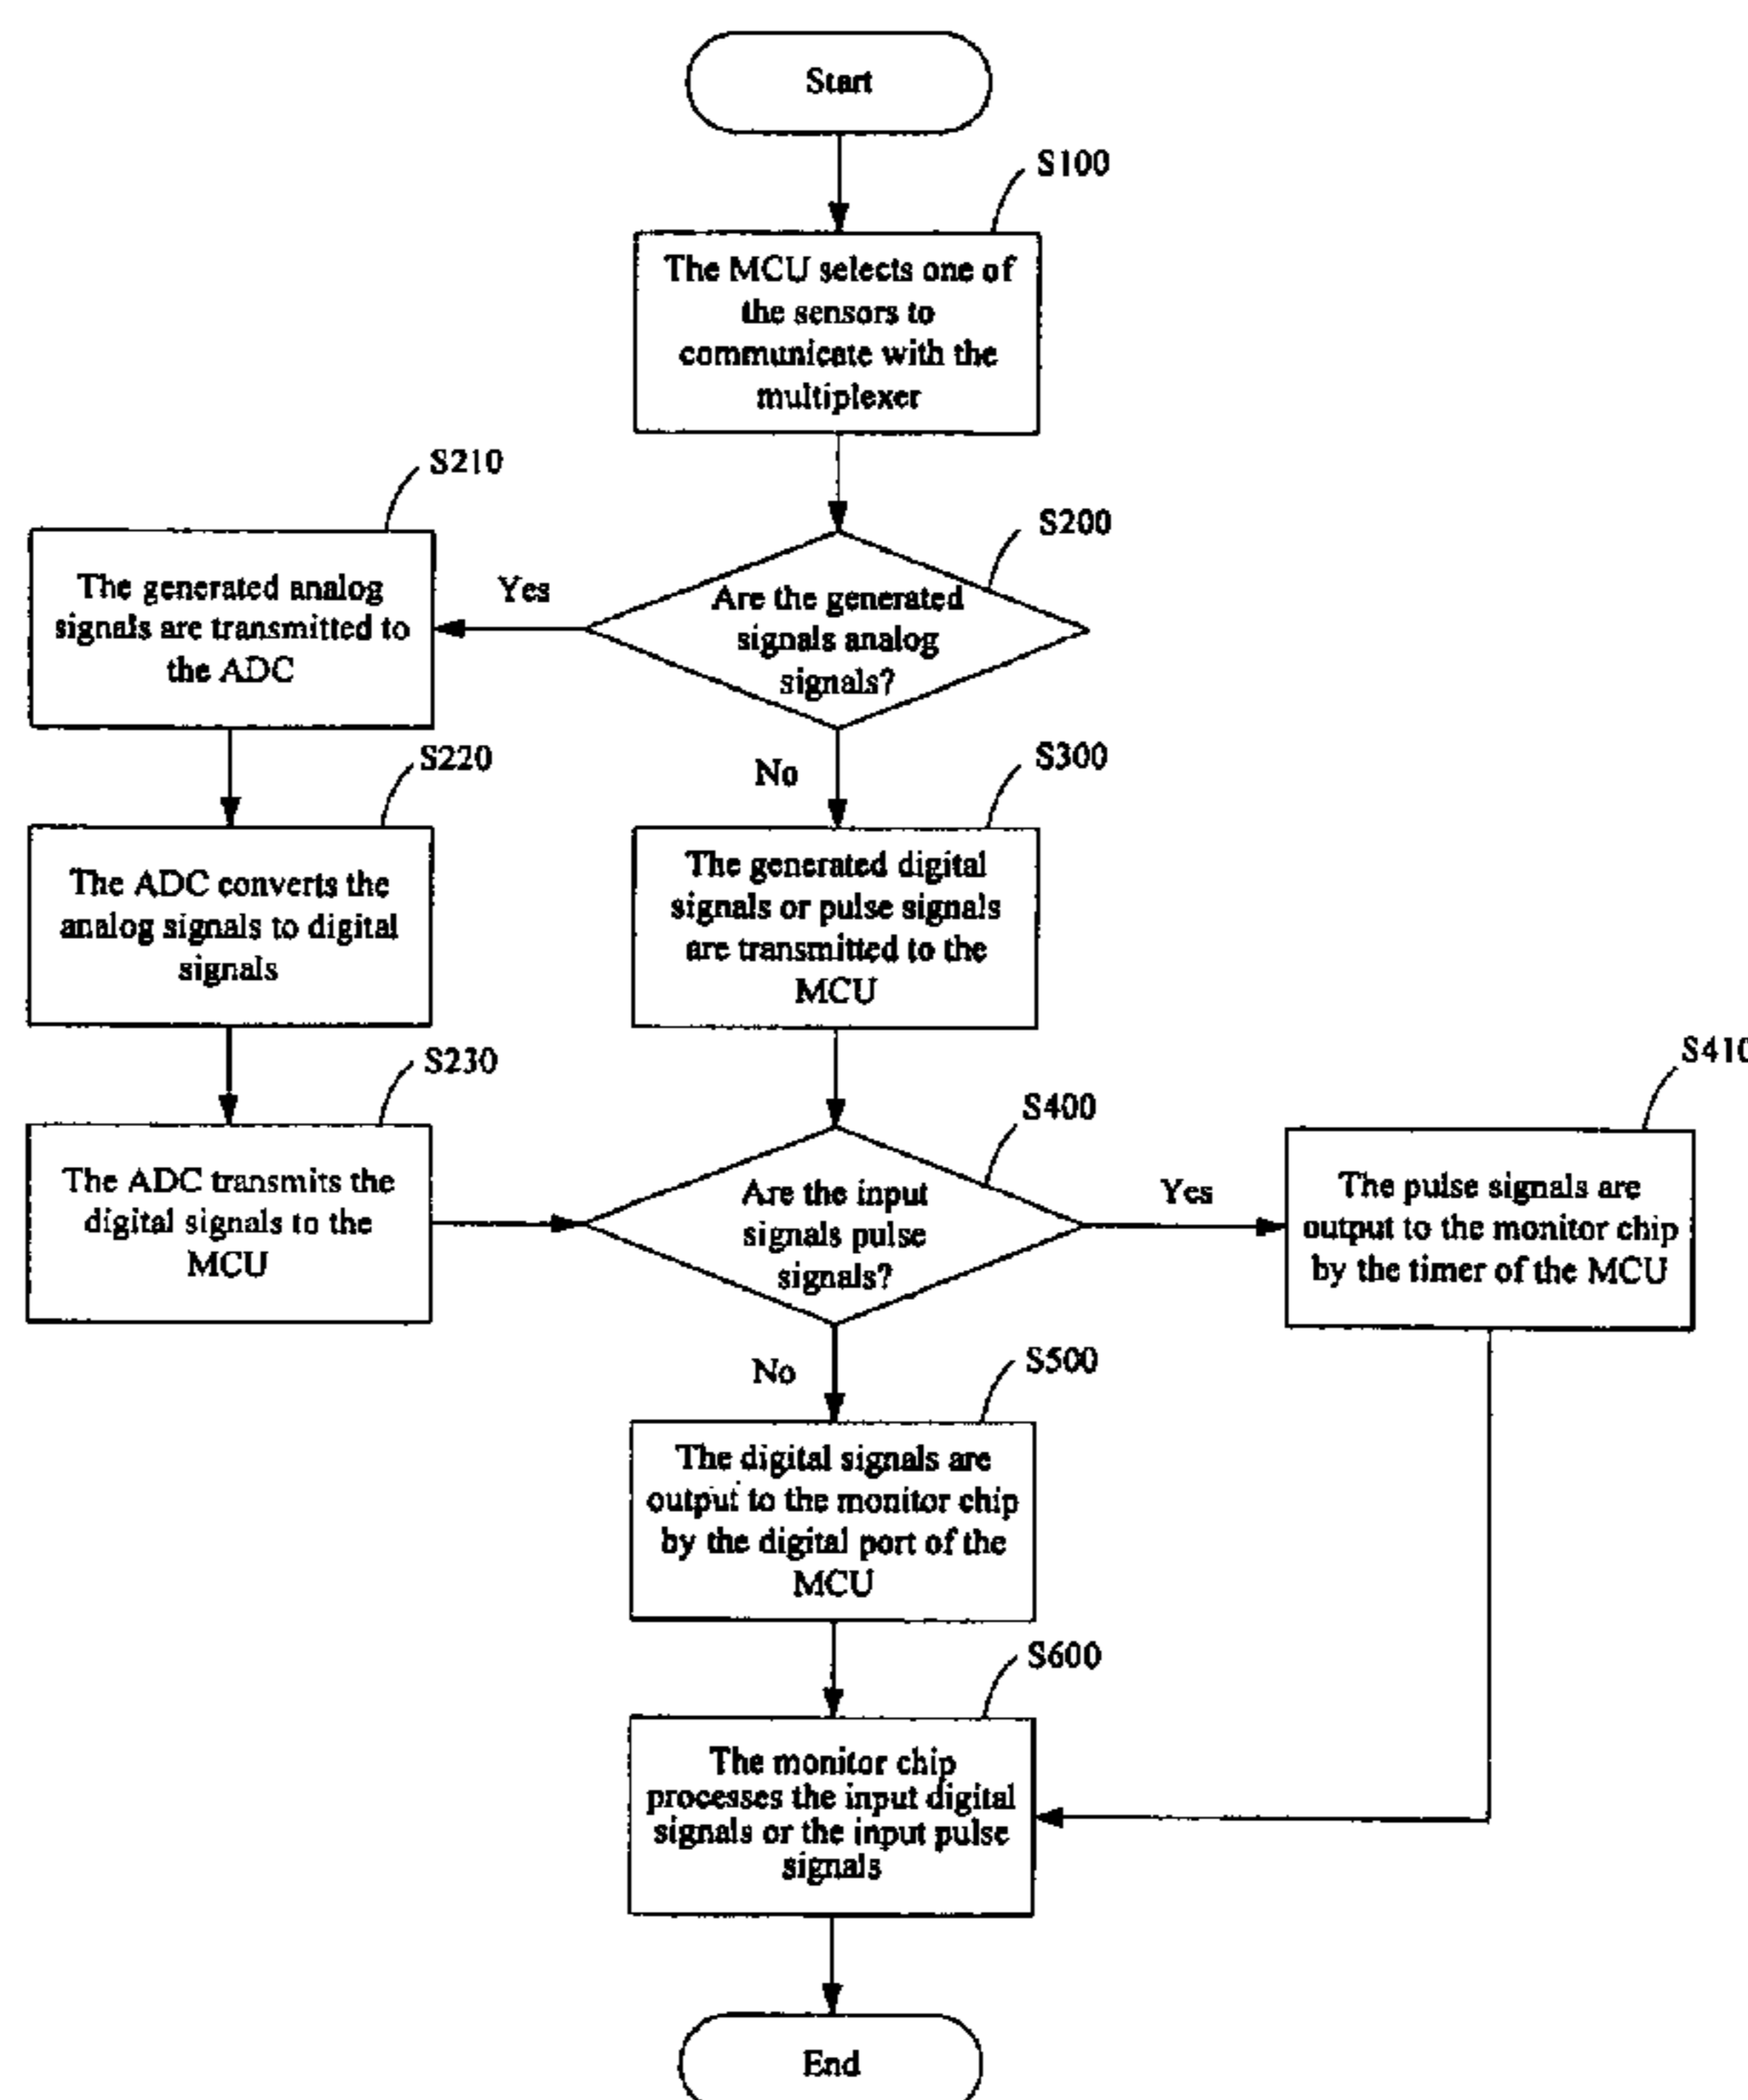 Start
S100
The MCU selects one of
the sensors to
communicate with the
multiplexer
S210
S200
The generated analog
signals are transmitted to
the ADC
Yes
Are the generated
signals analog
signals?
S220
No
S300
The ADC converts the
analog signals to digital
signals
The generated digital
signals or pulse signals
are transmitted to the
MCU
S230
S400
S410
The ADC transmits the
digital signals to the
MCU
Are the input
signals pulse
signals?
Yes
The pulse signals are
output to the monitor chip
by the timer of the MCU
No
S500
The digital signals are
output to the monitor chip
by the digital port of the
MCU
S600
The monitor chip
processes the input digital
signals or the input pulse
signals
End